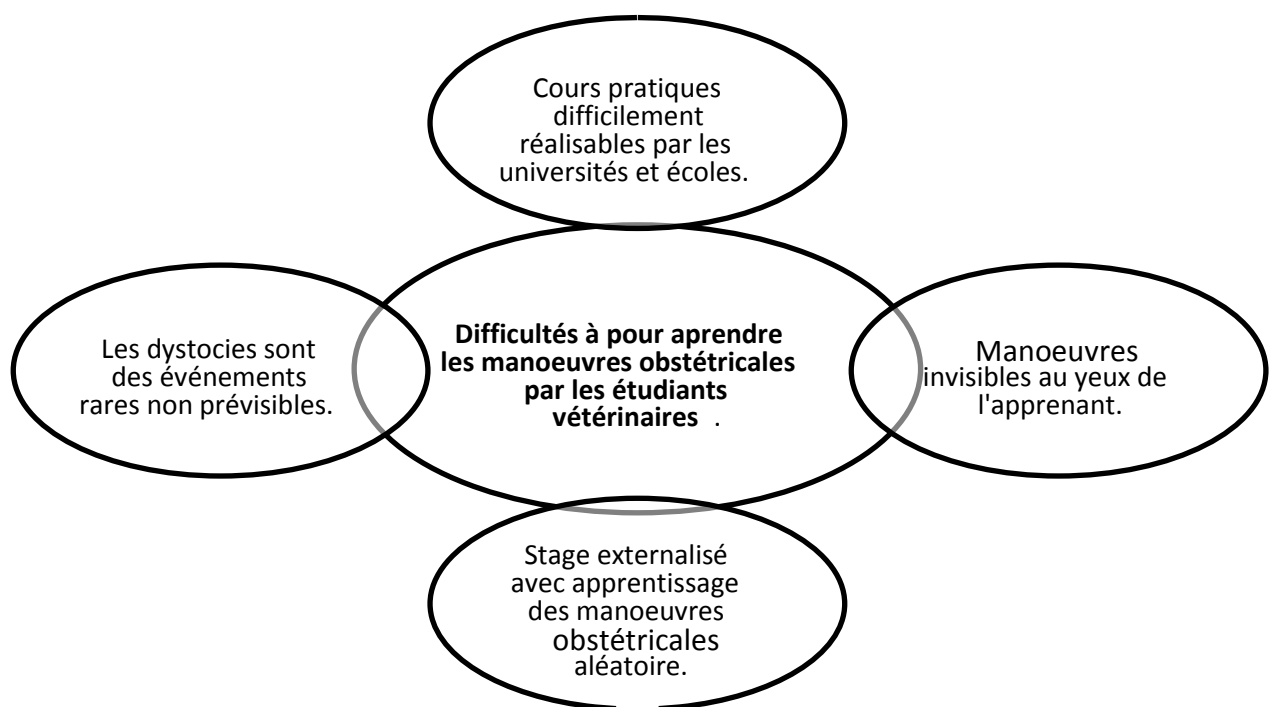 Cours pratiques
difficilement
réalisables par les
universités et écoles.
Les dystocies sont
des événements
rares non prévisibles.
Difficultés à pour aprendre
les manoeuvres obstétricales
par les étudiants
vétérinaires .
Manoeuvres
invisibles au yeux de
l'apprenant.
Stage externalisé
avec apprentissage
des manoeuvres
obstétricales
aléatoire.